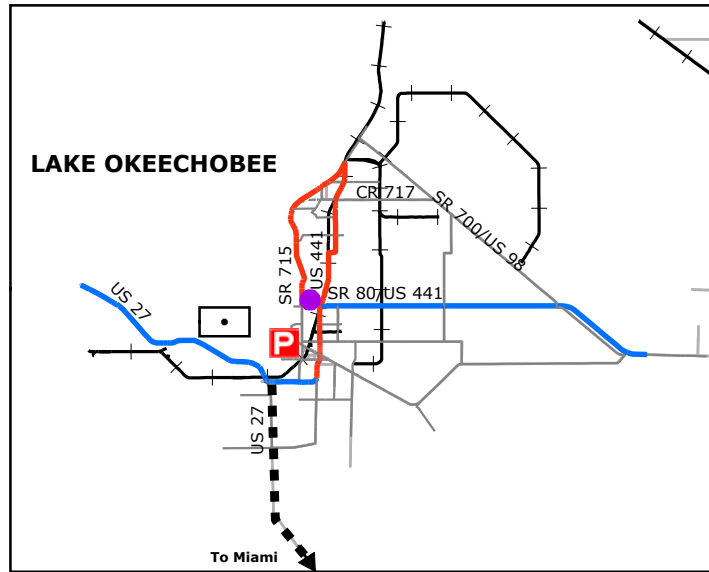 LAKE OKEECHOBEE
CR 717
SR 700/US 98
SR 715
US 441
US 27
SR 80/US 441
P
US 27
To Miami